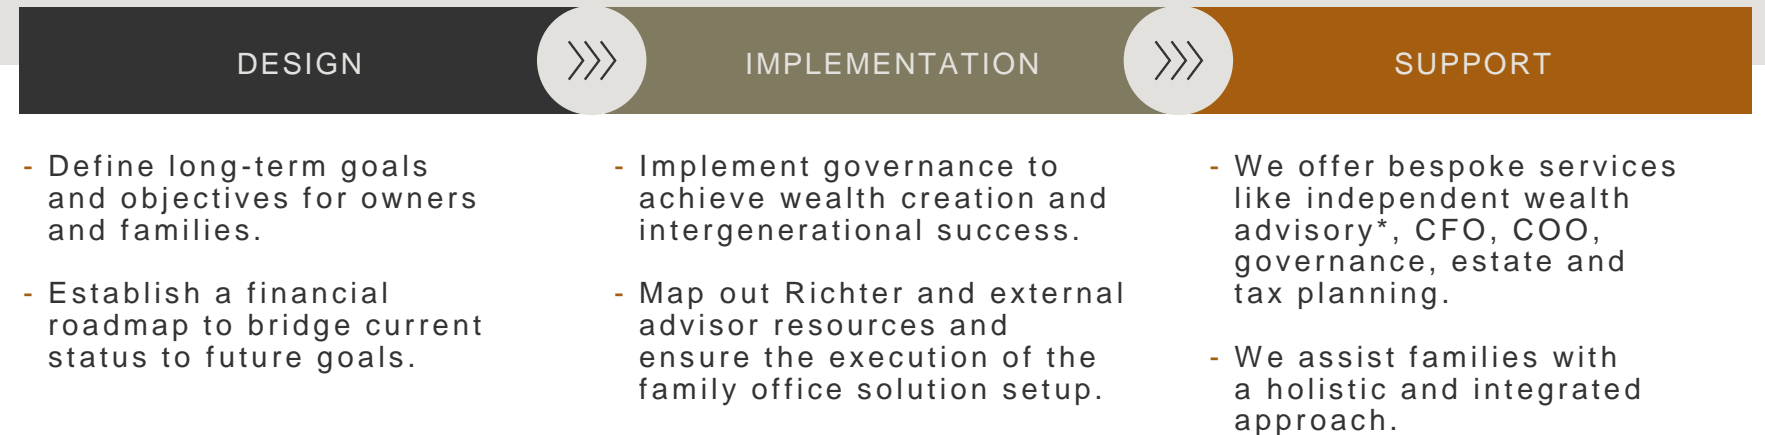 DESIGN
IMPLEMENTATION
SUPPORT
- Define long-term goals
and objectives for owners
and families.
- Establish a financial
roadmap to bridge current
status to future goals.
- Implement governance to
achieve wealth creation and
intergenerational success.
- Map out Richter and external
advisor resources and
ensure the execution of the
family office solution setup.
- We offer bespoke services
like independent wealth
advisory*, CFO, COO,
governance, estate and
tax planning.
- We assist families with
a holistic and integrated
approach.